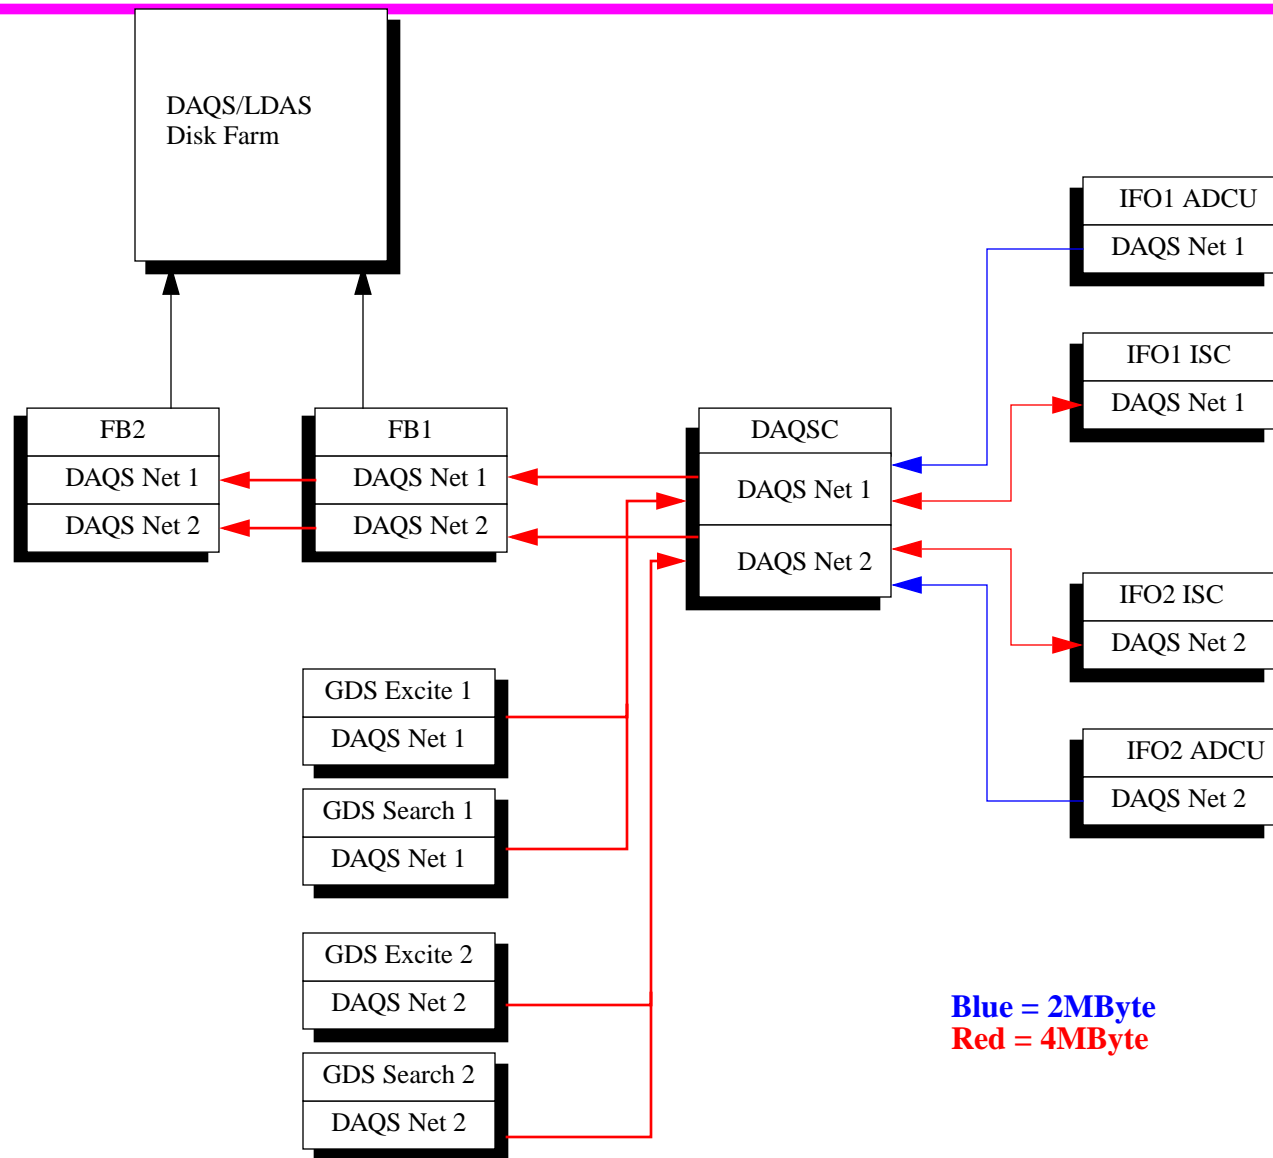 DAQS/LDAS
Disk Farm
IFO1 ADCU
DAQS Net 1
IFO1 ISC
DAQS Net 1
FB2
DAQS Net 1
DAQS Net 2
FB1
DAQS Net 1
DAQS Net 2
DAQSC
DAQS Net 1
DAQS Net 2
IFO2 ISC
DAQS Net 2
IFO2 ADCU
DAQS Net 2
GDS Excite 1
DAQS Net 1
GDS Search 1
DAQS Net 1
GDS Excite 2
DAQS Net 2
GDS Search 2
DAQS Net 2
Blue = 2MByte
Red = 4MByte